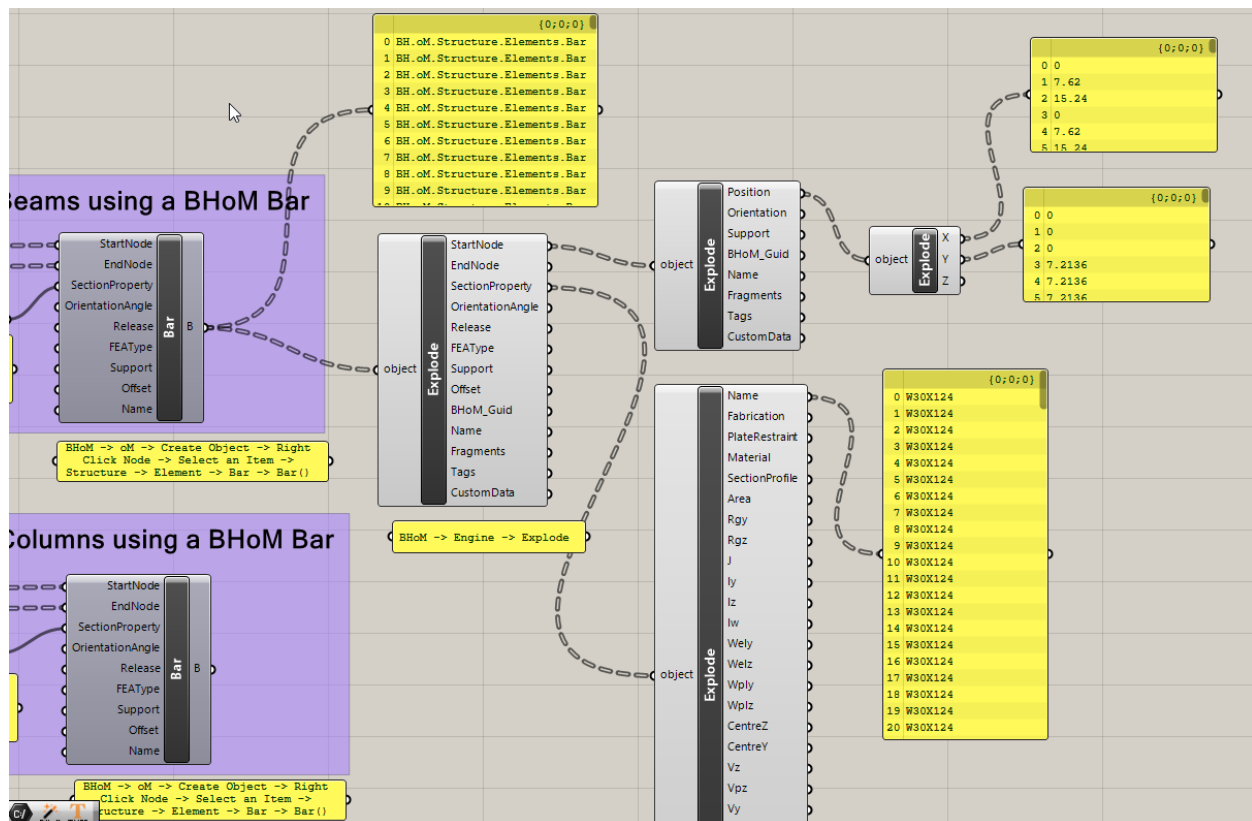 {0;0;0}
0 BH.oM.Structure.Elements.Bar
1 BH.oM.Structure.Elements.Bar
2 BH.oM.Structure.Elements.Bar
3 BH.oM.Structure.Elements.Bar
4 BH.oM.Structure.Elements.Bar
5 BH.oM.Structure.Elements.Bar
6 BH.oM.Structure.Elements.Bar
7 BH.oM.Structure.Elements.Bar
8 BH.oM.Structure.Elements.Bar
9 BH.oM.Structure.Elements.Bar
{0;0;0}
0 0
1 7.62
2 15.24
3 0
4 7.62
5 15.24
{0;0;0}
0 0
1 0
2 0
3 7.2136
4 7.2136
5 7.2136
Beams using a BHoM Bar
StartNode
EndNode
SectionProperty
OrientationAngle
Release
FEAType
Support
Offset
Name
Bar
B
BHoM -> oM -> Create Object -> Right
Click Node -> Select an Item ->
Structure -> Element -> Bar -> Bar()
object
Explode
StartNode
EndNode
SectionProperty
OrientationAngle
Release
FEAType
Support
Offset
BHoM_Guid
Name
Fragments
Tags
CustomData
BHoM -> Engine -> Explode
object
Explode
Position
Orientation
Support
BHoM_Guid
Name
Fragments
Tags
CustomData
object
Explode
X
Y
Z
Columns using a BHoM Bar
StartNode
EndNode
SectionProperty
OrientationAngle
Release
FEAType
Support
Offset
Name
Bar
B
BHoM -> oM -> Create Object -> Right
Click Node -> Select an Item ->
ructure -> Element -> Bar -> Bar()
object
Explode
Name
Fabrication
PlateRestraint
Material
SectionProfile
Area
Rgy
Rgz
J
Iy
Iz
Iw
Wely
Welz
Wply
Wplz
CentreZ
CentreY
Vz
Vpz
Vy
{0;0;0}
0 W30X124
1 W30X124
2 W30X124
3 W30X124
4 W30X124
5 W30X124
6 W30X124
7 W30X124
8 W30X124
9 W30X124
10 W30X124
11 W30X124
12 W30X124
13 W30X124
14 W30X124
15 W30X124
16 W30X124
17 W30X124
18 W30X124
19 W30X124
20 W30X124